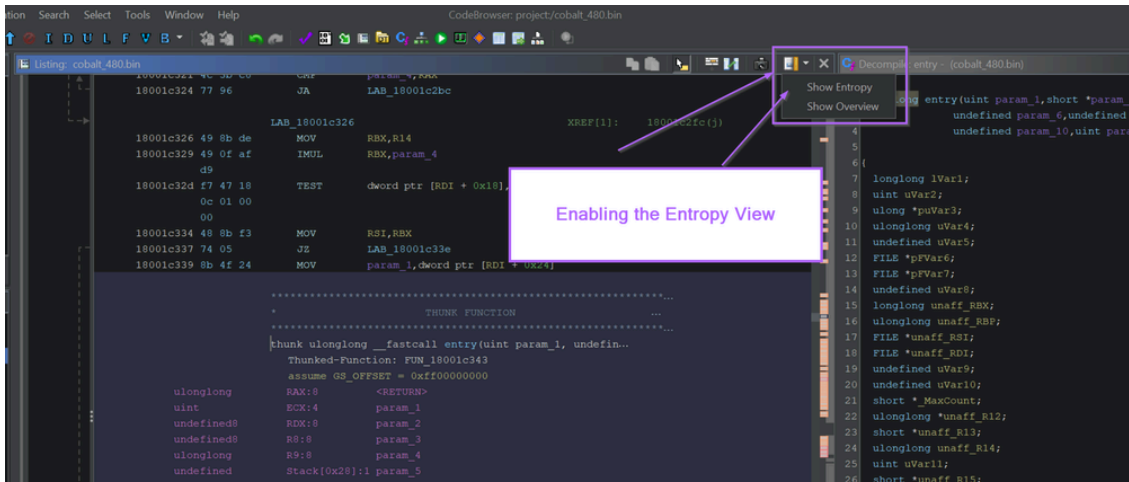 ation Search Select Tools Window Help
CodeBrowser: project:/cobalt_480.bin
I D U L F V B
Listing: cobalt_480.bin
Decompile: entry - (cobalt_480.bin)
Show Entropy
Show Overview
18001c321 4c 3b c8 CMP param_4,RAX
18001c324 77 96 JA LAB_18001c2bc
LAB_18001c326 XREF[1]: 18001c2fc(j)
18001c326 49 8b de MOV RBX,R14
18001c329 49 0f af IMUL RBX,param_4
d9
18001c32d f7 47 18 TEST dword ptr [RDI + 0x18],
0c 01 00
00
18001c334 48 8b f3 MOV RSI,RBX
18001c337 74 05 JZ LAB_18001c33e
18001c339 8b 4f 24 MOV param_1,dword ptr [RDI + 0x24]
Enabling the Entropy View
****************************************************************...
* THUNK FUNCTION ...
****************************************************************...
thunk ulonglong __fastcall entry(uint param_1, undefin...
Thunked-Function: FUN_18001c343
assume GS_OFFSET = 0xff00000000
ulonglong RAX:8 <RETURN>
uint ECX:4 param_1
undefined8 RDX:8 param_2
undefined8 R8:8 param_3
ulonglong R9:8 param_4
undefined Stack[0x28]:1 param_5
ong entry(uint param_1,short *param_
undefined param_6,undefined
4 undefined param_10,uint para
5
6 {
7 longlong lVar1;
8 uint uVar2;
9 ulong *puVar3;
10 ulonglong uVar4;
11 undefined uVar5;
12 FILE *pFVar6;
13 FILE *pFVar7;
14 undefined uVar8;
15 longlong unaff_RBX;
16 ulonglong unaff_RBP;
17 FILE *unaff_RSI;
18 FILE *unaff_RDI;
19 undefined uVar9;
20 undefined uVar10;
21 short *_MaxCount;
22 ulonglong *unaff_R12;
23 short *unaff_R13;
24 ulonglong unaff_R14;
25 uint uVar11;
26 short *unaff_R15;